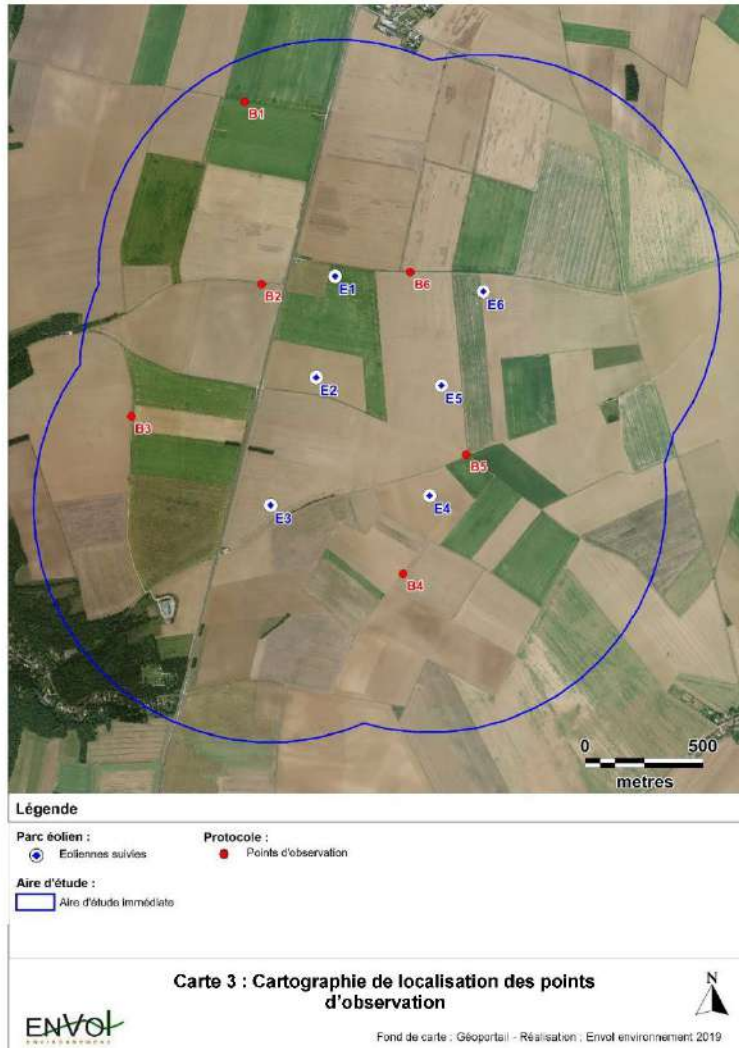 B1
B2
E1
B6
E6
E2
E5
B3
B5
E3
E4
B4
0 500
metres
Légende
Parc éolien :
Eoliennes suivies
Protocole :
Points d'observation
Aire d'étude :
Aire d'étude immédiate
Carte 3 : Cartographie de localisation des points
d'observation
N
ENVOL
ENVIRONNEMENT
Fond de carte : Géoportail - Réalisation : Envol environnement 2019